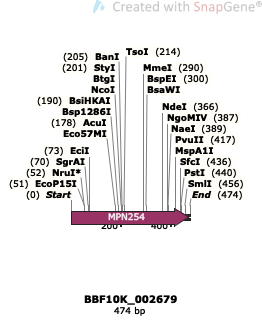 Created with SnapGene®
(205) BanI TsoI (214)
(201) StyI MmeI (290)
BtgI BspEI (300)
NcoI BsaWI
(190) BsiHKAI NdeI (366)
Bsp1286I NgoMIV (387)
(178) AcuI NaeI (389)
Eco57MI PvuII (417)
MspA1I
(73) EciI SfcI (436)
(70) SgrAI PstI (440)
(52) NruI* SmlI (456)
(51) EcoP15I End (474)
(0) Start
MPN254
200 400
BBF10K_002679
474 bp